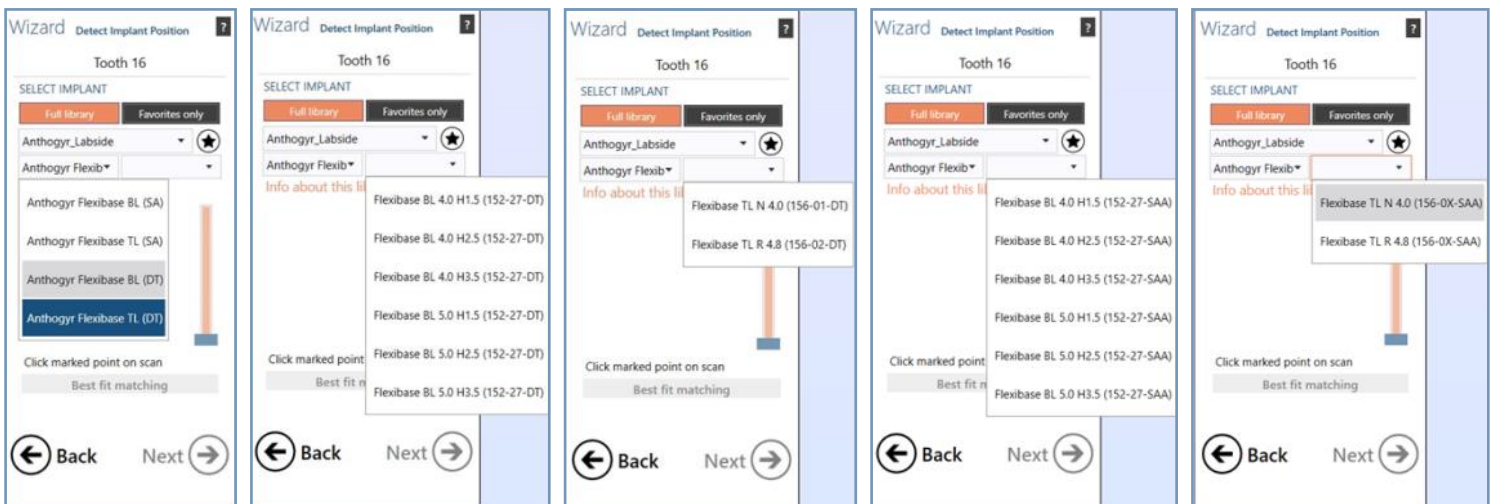 Wizard Detect Implant Position ?
Tooth 16
SELECT IMPLANT
Full library Favorites only
Anthogyr_Labside
Anthogyr Flexib
Anthogyr Flexibase BL (SA)
Anthogyr Flexibase TL (SA)
Anthogyr Flexibase BL (DT)
Anthogyr Flexibase TL (DT)
Click marked point on scan
Best fit matching
Back Next
Wizard Detect Implant Position ?
Tooth 16
SELECT IMPLANT
Full library Favorites only
Anthogyr_Labside
Anthogyr Flexib
Info about this li
Flexibase BL 4.0 H1.5 (152-27-DT)
Flexibase BL 4.0 H2.5 (152-27-DT)
Flexibase BL 4.0 H3.5 (152-27-DT)
Flexibase BL 5.0 H1.5 (152-27-DT)
Flexibase BL 5.0 H2.5 (152-27-DT)
Flexibase BL 5.0 H3.5 (152-27-DT)
Click marked point
Best fit m
Back Next
Wizard Detect Implant Position ?
Tooth 16
SELECT IMPLANT
Full library Favorites only
Anthogyr_Labside
Anthogyr Flexib
Info about this li
Flexibase TL N 4.0 (156-01-DT)
Flexibase TL R 4.8 (156-02-DT)
Click marked point on scan
Best fit matching
Back Next
Wizard Detect Implant Position ?
Tooth 16
SELECT IMPLANT
Full library Favorites only
Anthogyr_Labside
Anthogyr Flexib
Info about this li
Flexibase BL 4.0 H1.5 (152-27-SAA)
Flexibase BL 4.0 H2.5 (152-27-SAA)
Flexibase BL 4.0 H3.5 (152-27-SAA)
Flexibase BL 5.0 H1.5 (152-27-SAA)
Flexibase BL 5.0 H2.5 (152-27-SAA)
Flexibase BL 5.0 H3.5 (152-27-SAA)
Click marked point
Best fit m
Back Next
Wizard Detect Implant Position ?
Tooth 16
SELECT IMPLANT
Full library Favorites only
Anthogyr_Labside
Anthogyr Flexib
Info about this li
Flexibase TL N 4.0 (156-0X-SAA)
Flexibase TL R 4.8 (156-0X-SAA)
Click marked point on scan
Best fit matching
Back Next